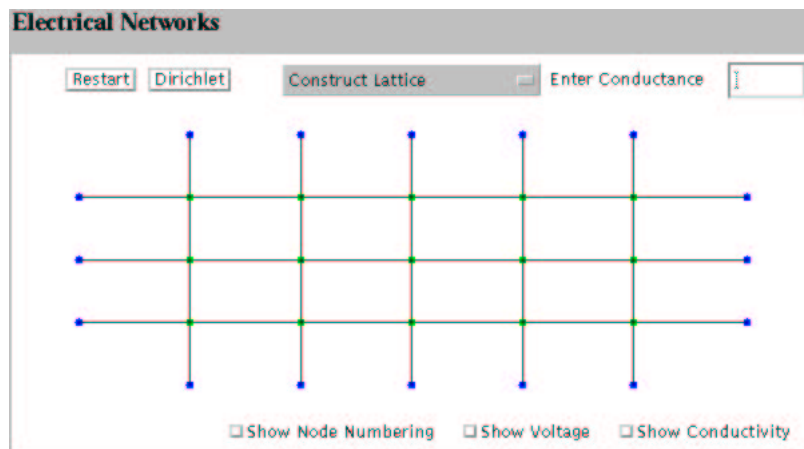 Electrical Networks
Restart Dirichlet Construct Lattice Enter Conductance
Show Node Numbering Show Voltage Show Conductivity